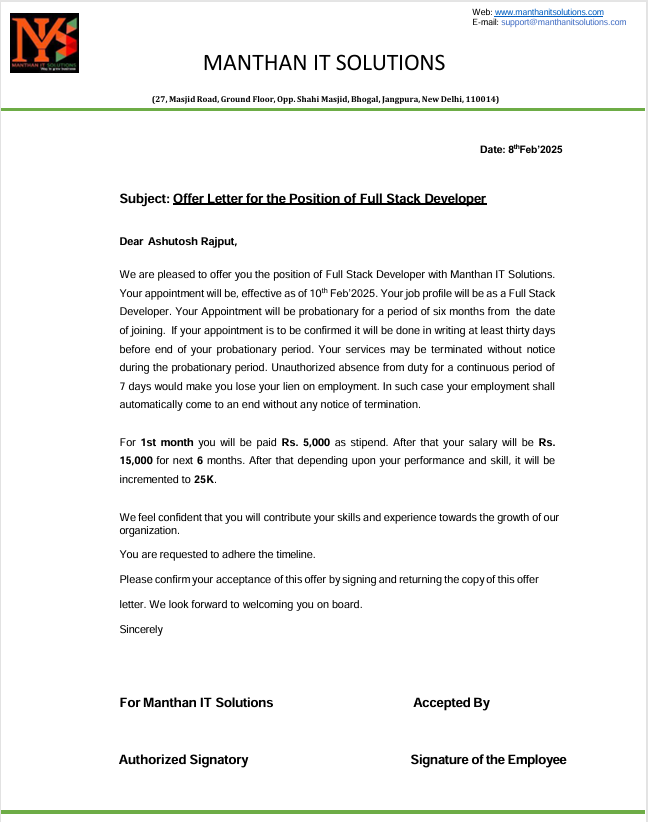 Web: www.manthanitsolutions.com
E-mail: support@manthanitsolutions.com
MYS
MANTHAN IT SOLUTIONS
MANTHAN IT SOLUTIONS
(27, Masjid Road, Ground Floor, Opp. Shahi Masjid, Bhogal, Jangpura, New Delhi, 110014)
Date: 8thFeb'2025
Subject: Offer Letter for the Position of Full Stack Developer
Dear Ashutosh Rajput,
We are pleased to offer you the position of Full Stack Developer with Manthan IT Solutions.
Your appointment will be, effective as of 10th Feb'2025. Your job profile will be as a Full Stack
Developer. Your Appointment will be probationary for a period of six months from the date
of joining. If your appointment is to be confirmed it will be done in writing at least thirty days
before end of your probationary period. Your services may be terminated without notice
during the probationary period. Unauthorized absence from duty for a continuous period of
7 days would make you lose your lien on employment. In such case your employment shall
automatically come to an end without any notice of termination.
For 1st month you will be paid Rs. 5,000 as stipend. After that your salary will be Rs.
15,000 for next 6 months. After that depending upon your performance and skill, it will be
incremented to 25K.
We feel confident that you will contribute your skills and experience towards the growth of our
organization.
You are requested to adhere the timeline.
Please confirm your acceptance of this offer by signing and returning the copy of this offer
letter. We look forward to welcoming you on board.
Sincerely
For Manthan IT Solutions Accepted By
Authorized Signatory Signature of the Employee